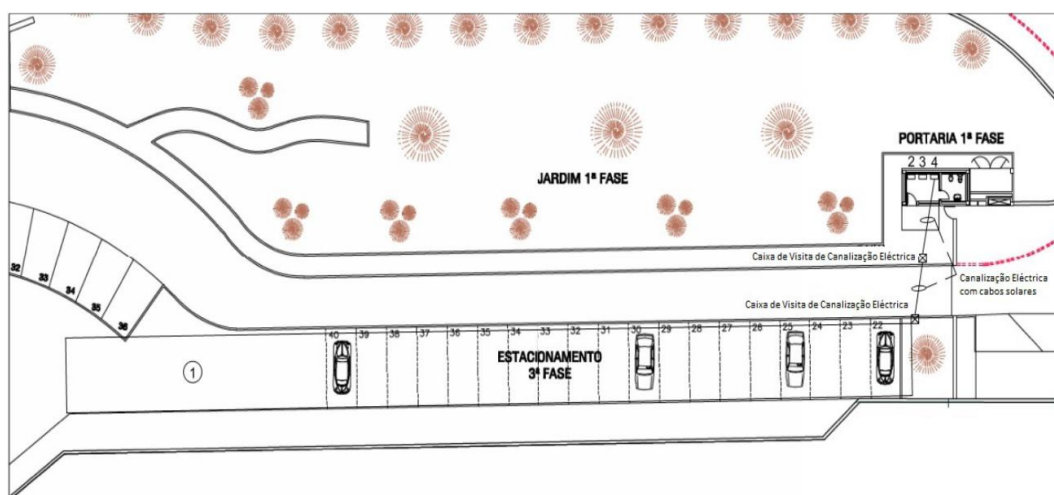 PORTARIA 1ª FASE
2 3 4
JARDIM 1ª FASE
Caixa de Visita de Canalização Eléctrica
Canalização Eléctrica
com cabos solares
32
33
34
35
36
Caixa de Visita de Canalização Eléctrica
40 39 38 37 36 35 34 33 32 31 30 29 28 27 26 25 24 23 22
ESTACIONAMENTO
3ª FASE
1